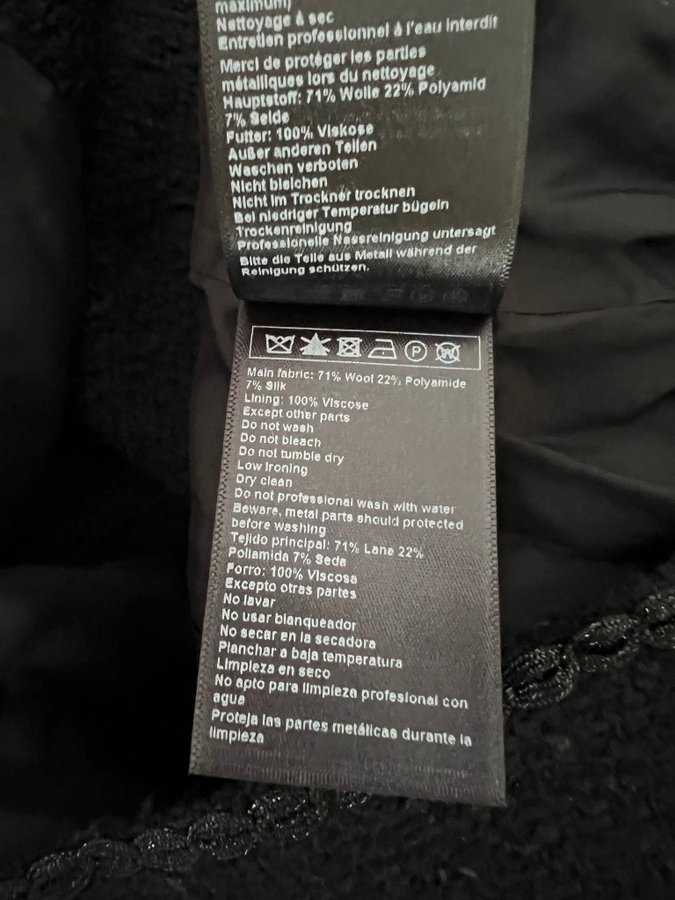 maximum)
Nettoyage à sec
Entretien professionnel à l'eau interdit
Merci de protéger les parties
métalliques lors du nettoyage
Hauptstoff: 71% Wolle 22% Polyamid
7% Seide
Futter: 100% Viskose
Außer anderen Teilen
Waschen verboten
Nicht bleichen
Nicht im Trockner trocknen
Bei niedriger Temperatur bügeln
Trockenreinigung
Professionelle Nassreinigung untersagt
Bitte die Teile aus Metall während der
Reinigung schützen.
P W
Main fabric: 71% Wool 22% Polyamide
7% Silk
Lining: 100% Viscose
Except other parts
Do not wash
Do not bleach
Do not tumble dry
Low Ironing
Dry clean
Do not professional wash with water
Beware, metal parts should protected
before washing
Tejido principal: 71% Lana 22%
Poliamida 7% Seda
Forro: 100% Viscosa
Excepto otras partes
No lavar
No usar blanqueador
No secar en la secadora
Planchar a baja temperatura
Limpieza en seco
No apto para limpieza profesional con
agua
Proteja las partes metálicas durante la
limpieza